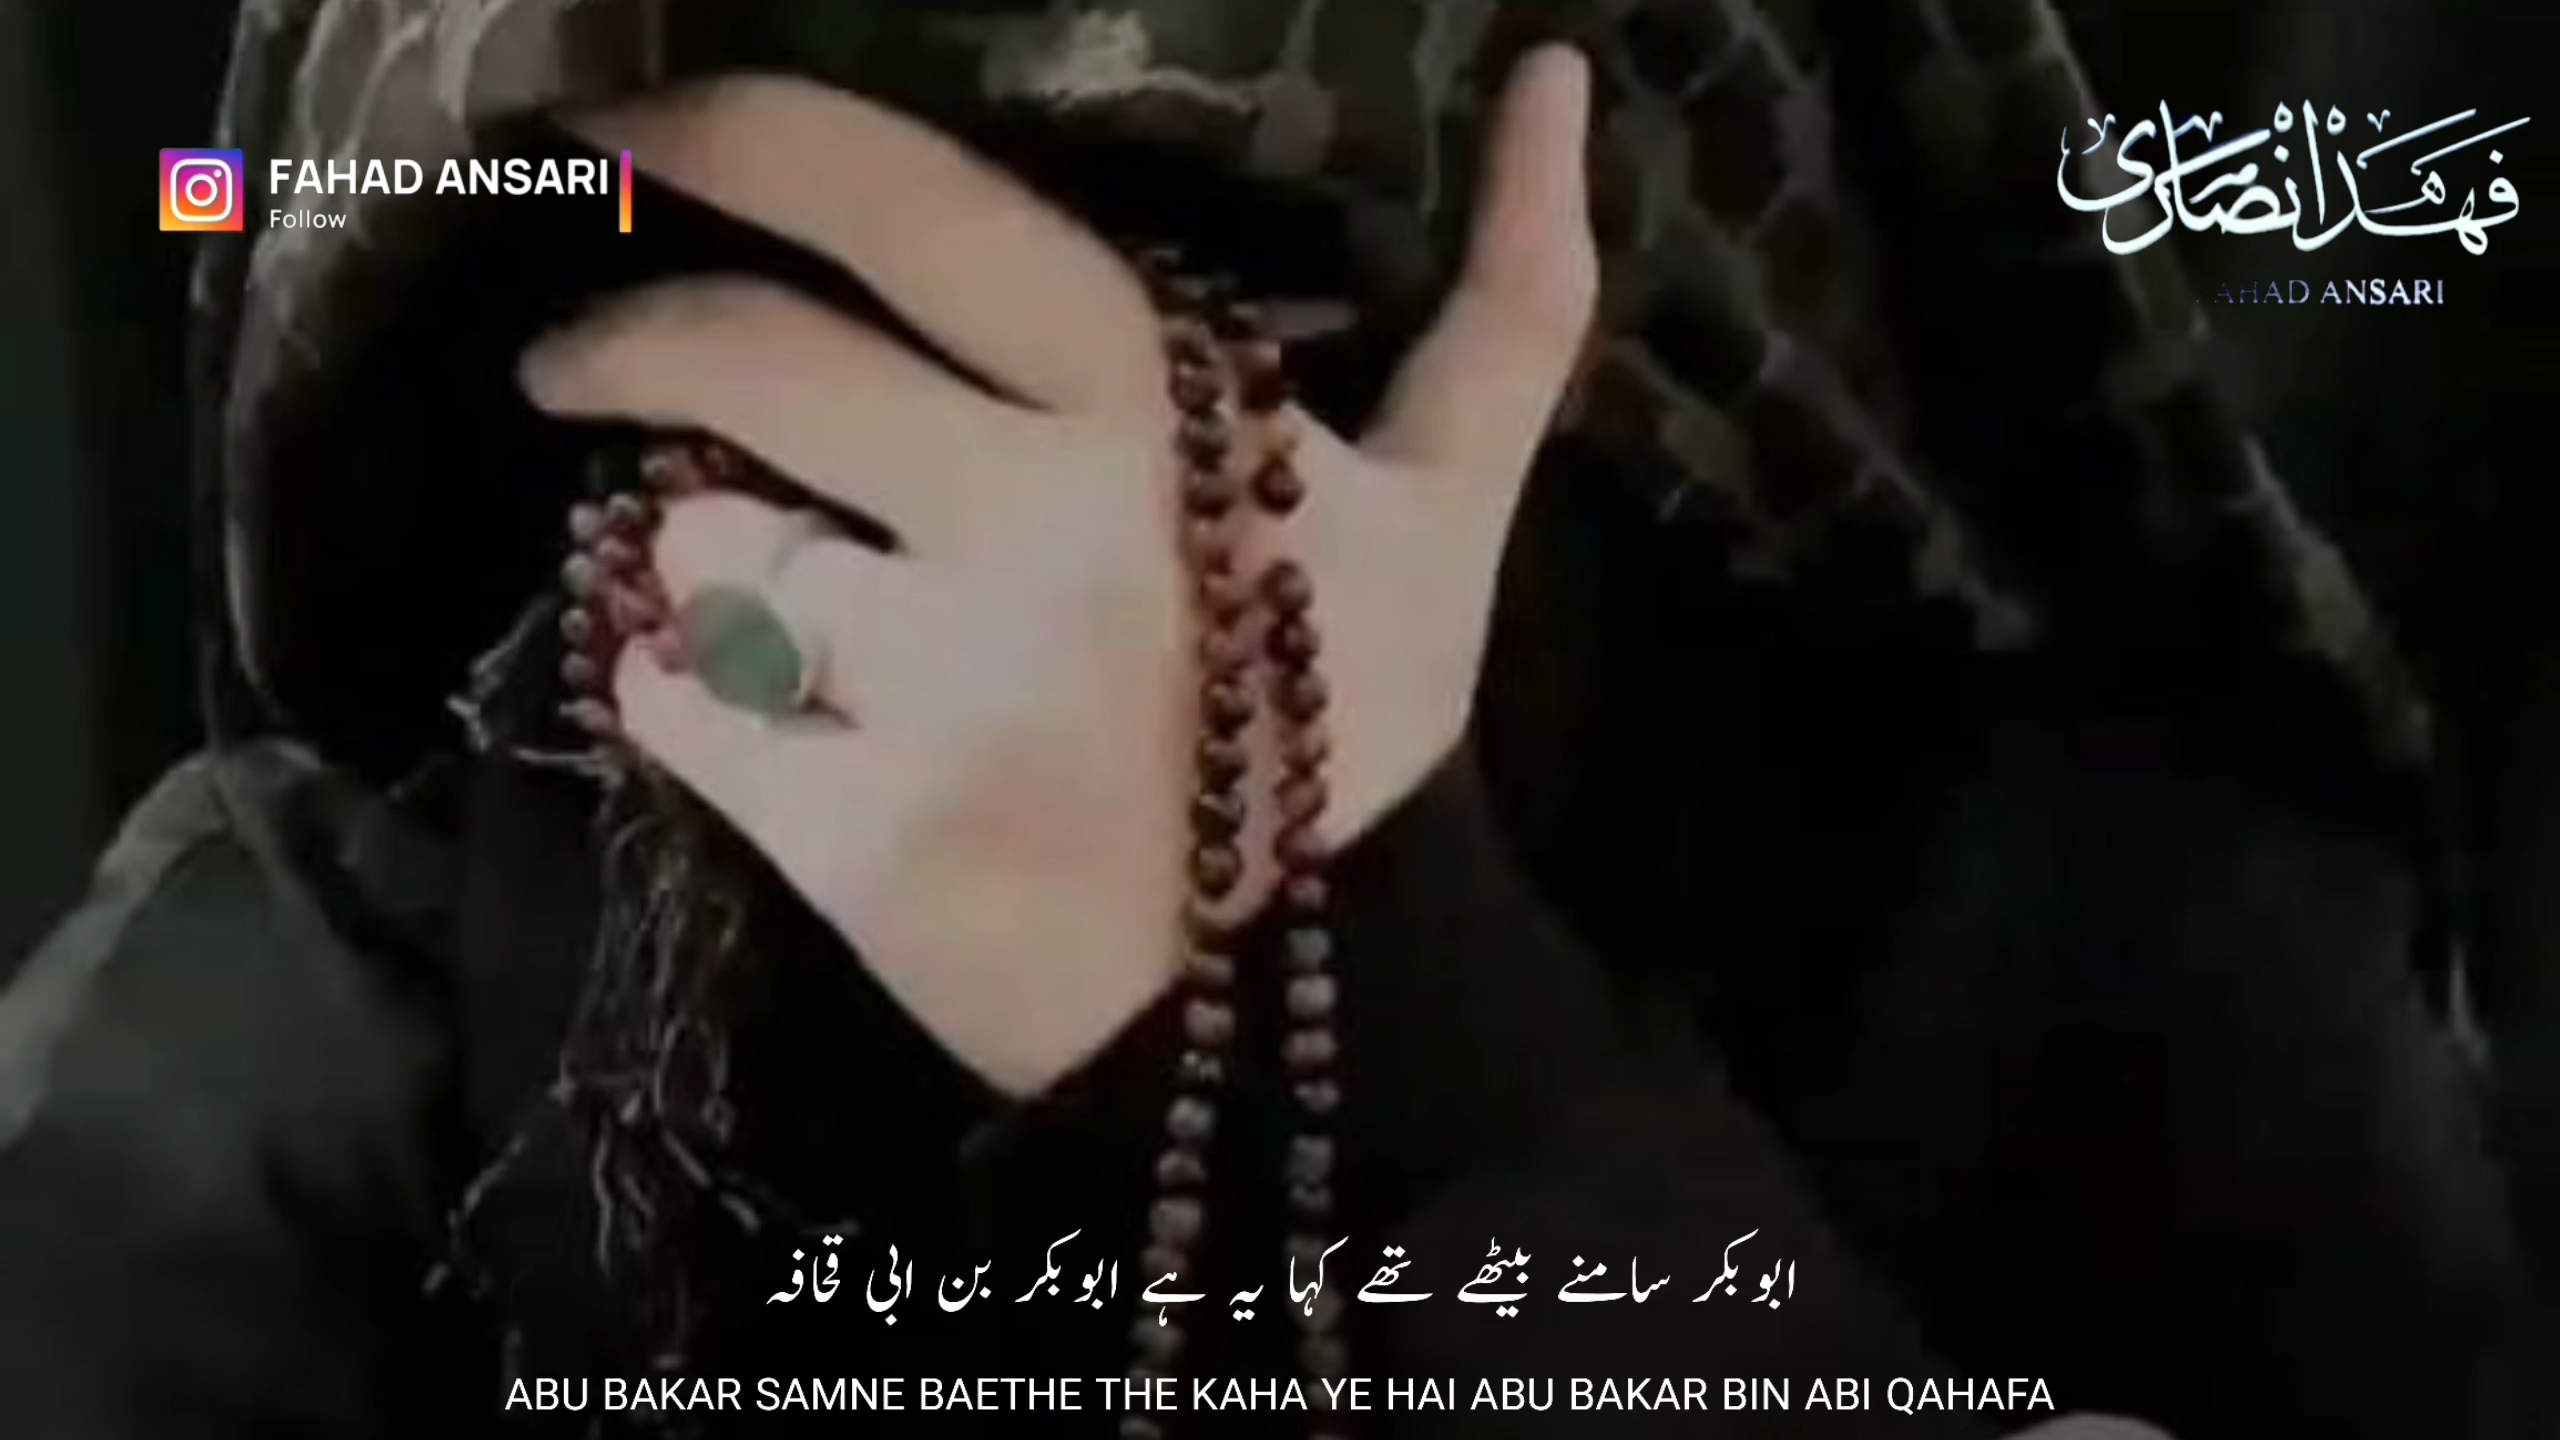 FAHAD ANSARI
Follow
فہد انصاری
AHAD ANSARI
ابوبکر سامنے بیٹھے تھے کہا یہ ہے ابوبکر بن ابی قحافہ
ABU BAKAR SAMNE BAETHE THE KAHA YE HAI ABU BAKAR BIN ABI QAHAFA